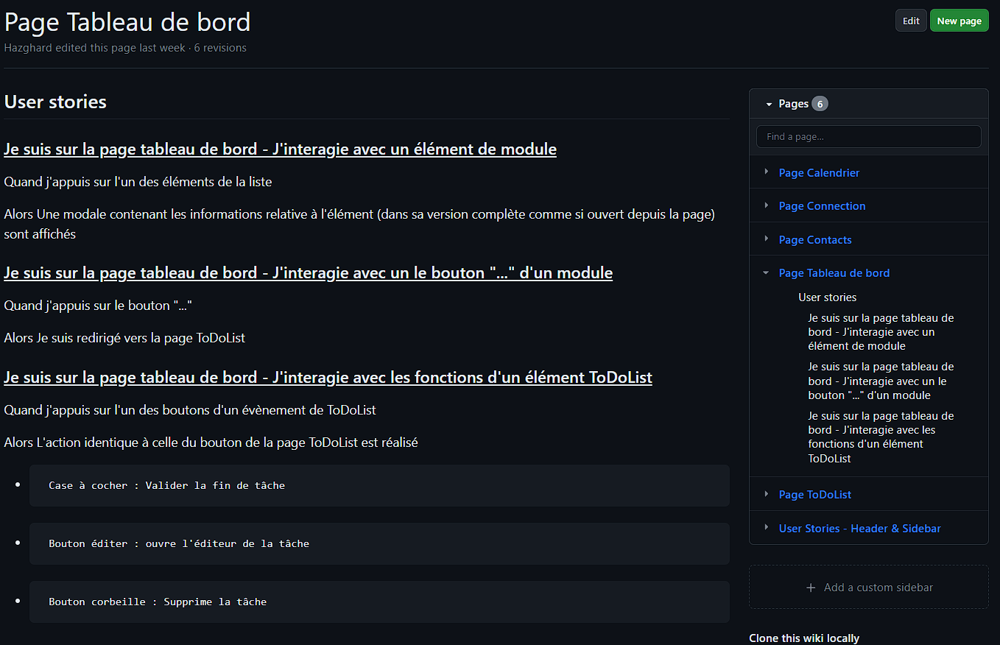 Page Tableau de bord
Edit
New page
Hazghard edited this page last week · 6 revisions
User stories
Je suis sur la page tableau de bord - J'interagie avec un élément de module
Quand j'appuis sur l'un des éléments de la liste
Alors Une modale contenant les informations relative à l'élément (dans sa version complète comme si ouvert depuis la page)
sont affichés
Je suis sur la page tableau de bord - J'interagie avec un le bouton "..." d'un module
Quand j'appuis sur le bouton "..."
Alors Je suis redirigé vers la page ToDoList
Je suis sur la page tableau de bord - J'interagie avec les fonctions d'un élément ToDoList
Quand j'appuis sur l'un des boutons d'un évènement de ToDoList
Alors L'action identique à celle du bouton de la page ToDoList est réalisé
Case à cocher : Valider la fin de tâche
Bouton éditer : ouvre l'éditeur de la tâche
Bouton corbeille : Supprime la tâche
Pages 6
Find a page...
Page Calendrier
Page Connection
Page Contacts
Page Tableau de bord
User stories
Je suis sur la page tableau de
bord - J'interagie avec un
élément de module
Je suis sur la page tableau de
bord - J'interagie avec un le
bouton "..." d'un module
Je suis sur la page tableau de
bord - J'interagie avec les
fonctions d'un élément
ToDoList
Page ToDoList
User Stories - Header & Sidebar
Add a custom sidebar
Clone this wiki locally